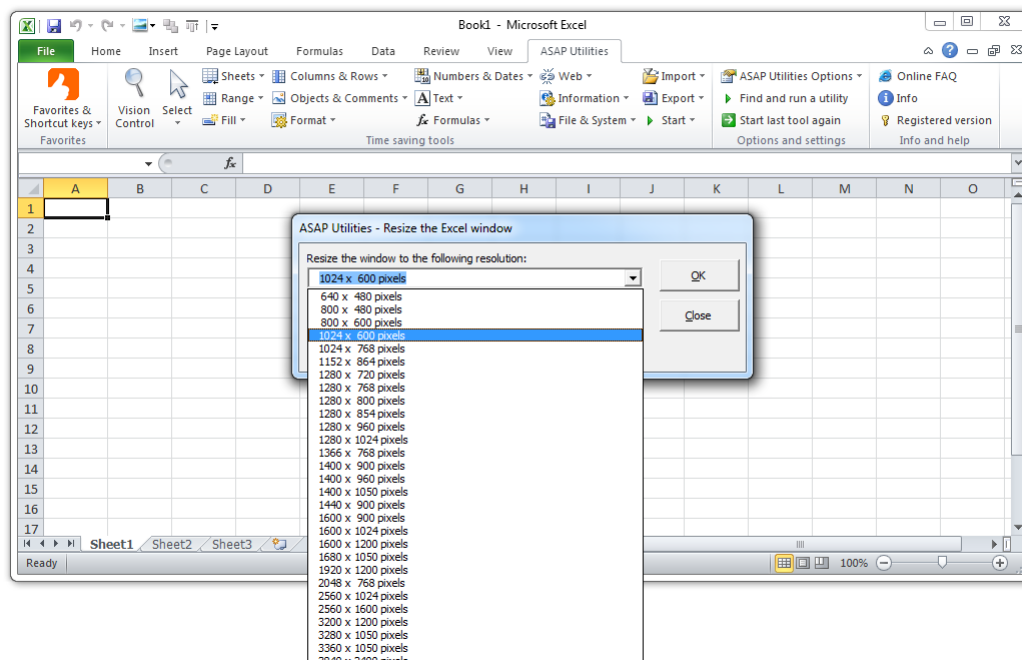 Book1 - Microsoft Excel
File Home Insert Page Layout Formulas Data Review View ASAP Utilities
Favorites & Shortcut keys
Vision Control
Select
Sheets Columns & Rows Numbers & Dates Web Import ASAP Utilities Options Online FAQ
Range Objects & Comments Text Information Export Find and run a utility Info
Fill Format Formulas File & System Start Start last tool again Registered version
Favorites Time saving tools Options and settings Info and help
fx
A B C D E F G H I J K L M N O
1
2
3
4
5
6
7
8
9
10
11
12
13
14
15
16
17
ASAP Utilities - Resize the Excel window
Resize the window to the following resolution:
1024 x 600 pixels
OK
Close
640 x 480 pixels
800 x 480 pixels
800 x 600 pixels
1024 x 600 pixels
1024 x 768 pixels
1152 x 864 pixels
1280 x 720 pixels
1280 x 768 pixels
1280 x 800 pixels
1280 x 854 pixels
1280 x 960 pixels
1280 x 1024 pixels
1366 x 768 pixels
1400 x 900 pixels
1400 x 960 pixels
1400 x 1050 pixels
1440 x 900 pixels
1600 x 900 pixels
1600 x 1024 pixels
1600 x 1200 pixels
1680 x 1050 pixels
1920 x 1200 pixels
2048 x 768 pixels
2560 x 1024 pixels
2560 x 1600 pixels
3200 x 1200 pixels
3280 x 1050 pixels
3360 x 1050 pixels
Sheet1 Sheet2 Sheet3
Ready 100%